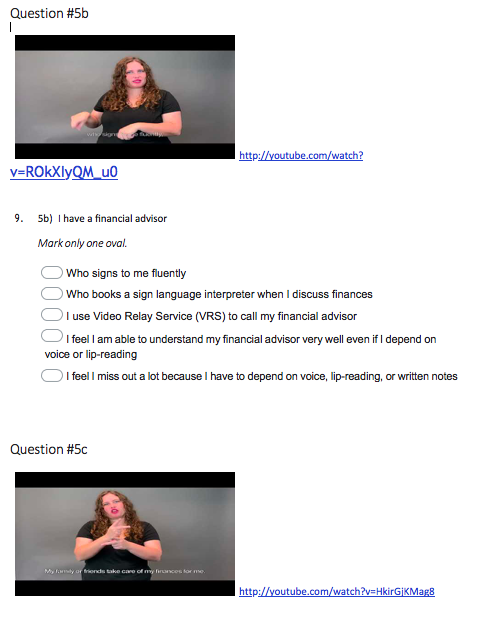 Question #5b
Who signs to me fluently.
http://youtube.com/watch?
v=ROkXlyQM_u0
9. 5b) I have a financial advisor
Mark only one oval.
Who signs to me fluently
Who books a sign language interpreter when I discuss finances
I use Video Relay Service (VRS) to call my financial advisor
I feel I am able to understand my financial advisor very well even if I depend on
voice or lip-reading
I feel I miss out a lot because I have to depend on voice, lip-reading, or written notes
Question #5c
My family or friends take care of my finances for me.
http://youtube.com/watch?v=HkirGjKMag8